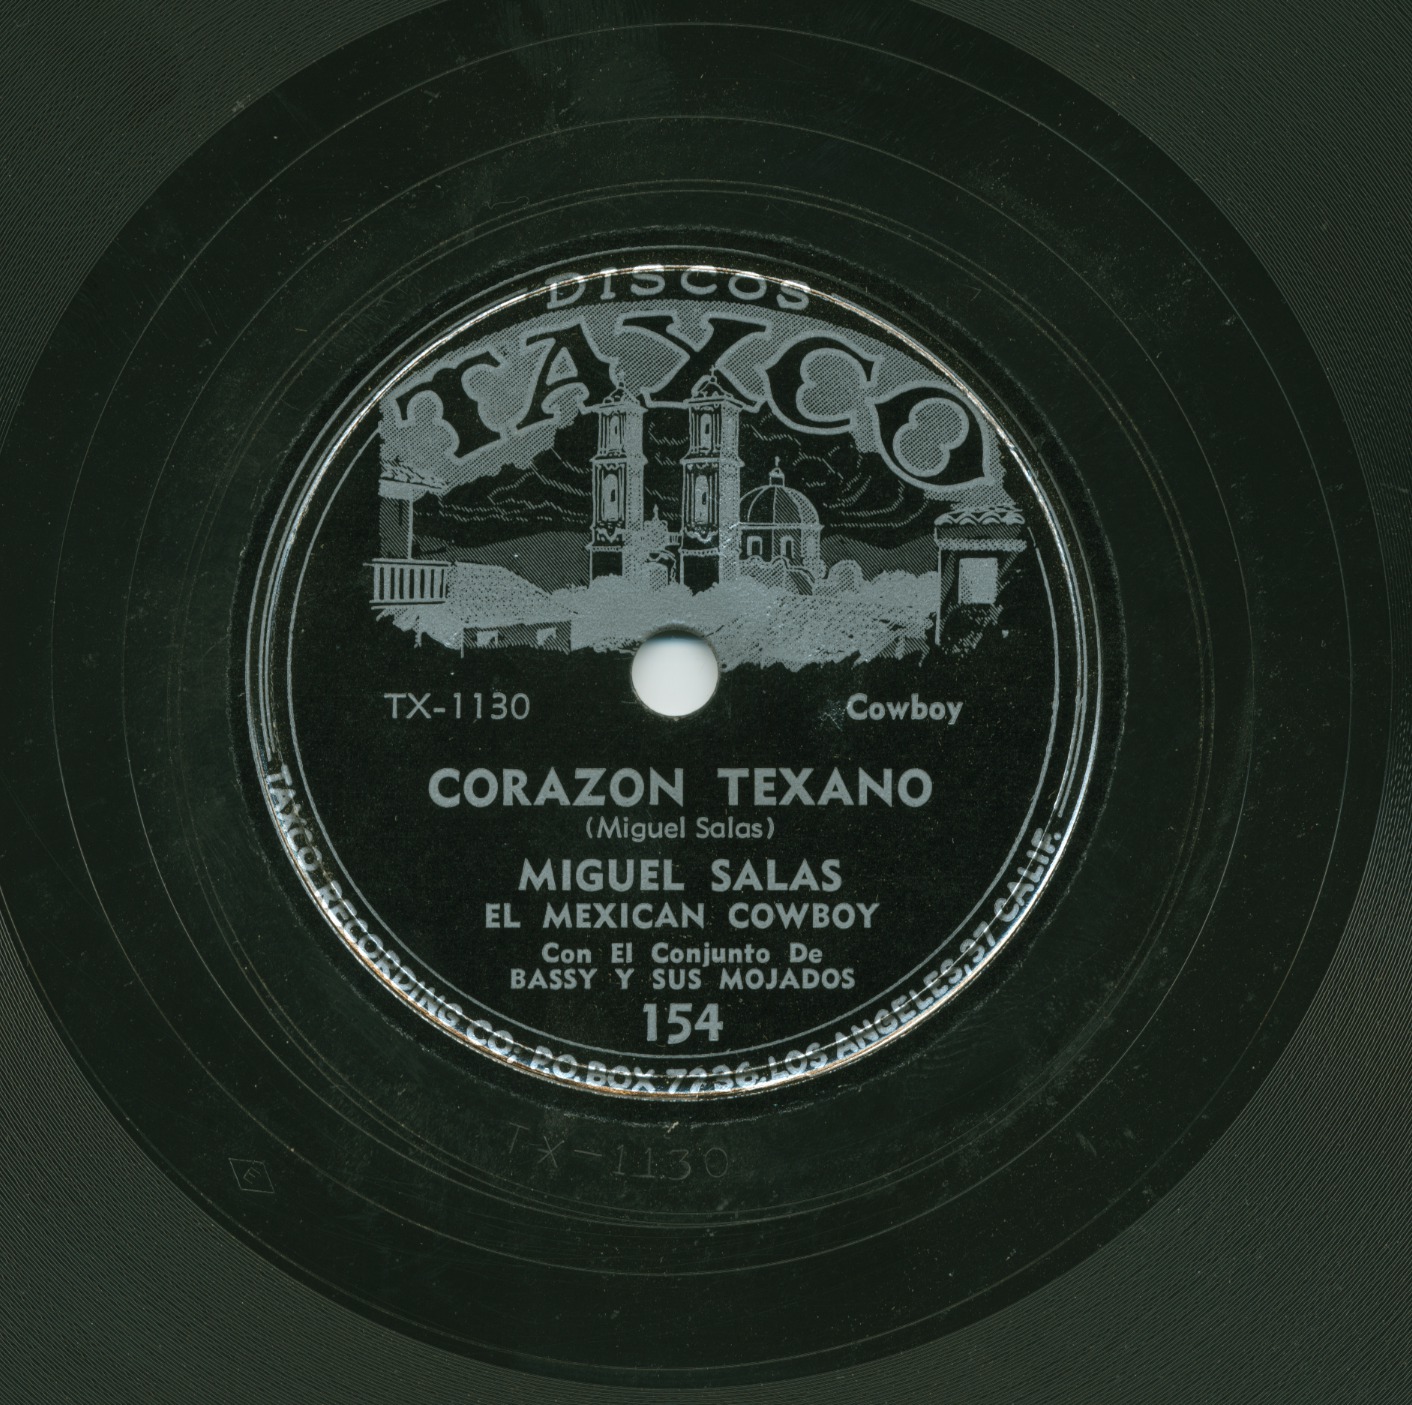 DISCOS
TAXCO
TX-1130
Cowboy
CORAZON TEXANO
(Miguel Salas)
MIGUEL SALAS
EL MEXICAN COWBOY
Con El Conjunto De
BASSY Y SUS MOJADOS
154
TAXCO RECORDING CO. P.O. BOX 7236, LOS ANGELES, 37 CALIF.
TX-1130